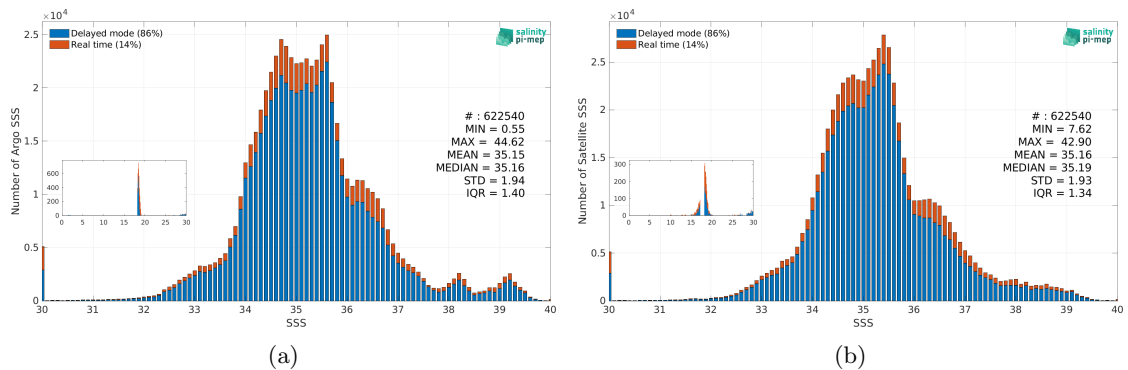 ×10⁴
Delayed mode (86%)
Real time (14%)
salinity
pi-mep
# : 622540
MIN = 0.55
MAX = 44.62
MEAN = 35.15
MEDIAN = 35.16
STD = 1.94
IQR = 1.40
Number of Argo SSS
2.5
2
1.5
1
0.5
0
600
400
200
0
0 5 10 15 20 25 30
30 31 32 33 34 35 36 37 38 39 40
SSS
(a)
×10⁴
Delayed mode (86%)
Real time (14%)
salinity
pi-mep
# : 622540
MIN = 7.62
MAX = 42.90
MEAN = 35.16
MEDIAN = 35.19
STD = 1.93
IQR = 1.34
Number of Satellite SSS
2.5
2
1.5
1
0.5
0
300
200
100
0
0 5 10 15 20 25 30
30 31 32 33 34 35 36 37 38 39 40
SSS
(b)